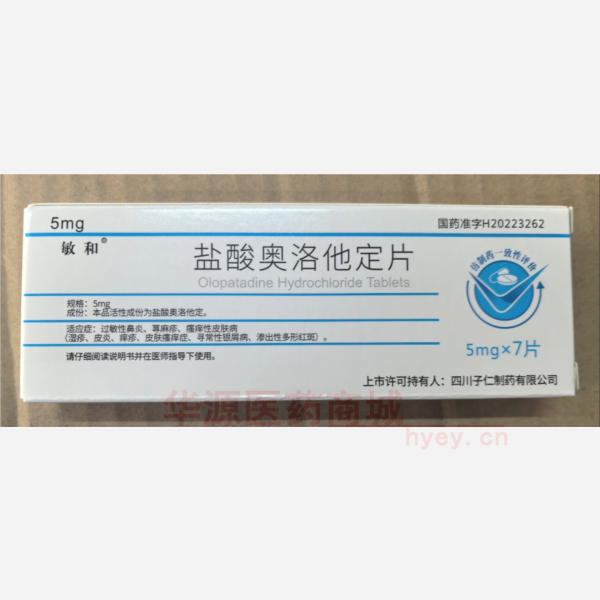 5mg
国药准字H20223262
敏和®
盐酸奥洛他定片
Olopatadine Hydrochloride Tablets
仿制药一致性评价
规格：5mg
成份：本品活性成份为盐酸奥洛他定。
适应症：过敏性鼻炎、荨麻疹、瘙痒性皮肤病
（湿疹、皮炎、痒疹、皮肤瘙痒症、寻常性银屑病、渗出性多形红斑）。
请仔细阅读说明书并在医师指导下使用。
5mg×7片
上市许可持有人：四川子仁制药有限公司
华源医药商城
hyey.cn